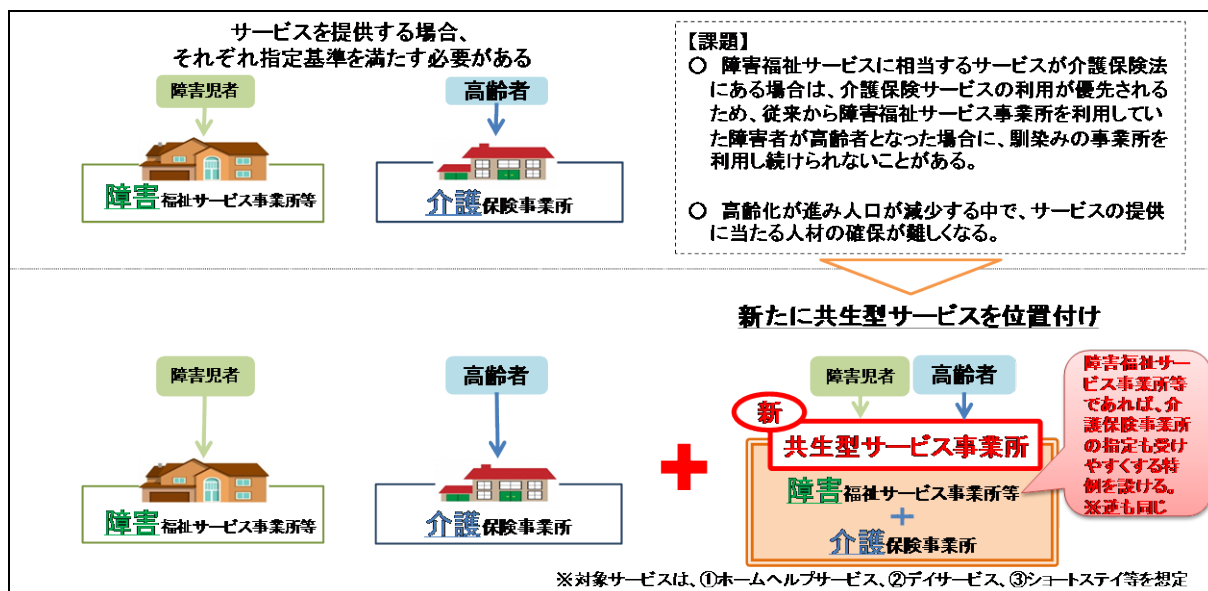 サービスを提供する場合、
それぞれ指定基準を満たす必要がある
障害児者
高齢者
障害福祉サービス事業所等
介護保険事業所
【課題】
○ 障害福祉サービスに相当するサービスが介護保険法
にある場合は、介護保険サービスの利用が優先される
ため、従来から障害福祉サービス事業所を利用してい
た障害者が高齢者となった場合に、馴染みの事業所を
利用し続けられないことがある。
○ 高齢化が進み人口が減少する中で、サービスの提供
に当たる人材の確保が難しくなる。
新たに共生型サービスを位置付け
障害児者
高齢者
障害福祉サービス事業所等
介護保険事業所
+
障害児者
高齢者
新
共生型サービス事業所
障害福祉サービス事業所等
+
介護保険事業所
障害福祉サー
ビス事業所等
であれば、介
護保険事業所
の指定も受け
やすくする特
例を設ける。
※逆も同じ
※対象サービスは、①ホームヘルプサービス、②デイサービス、③ショートステイ等を想定